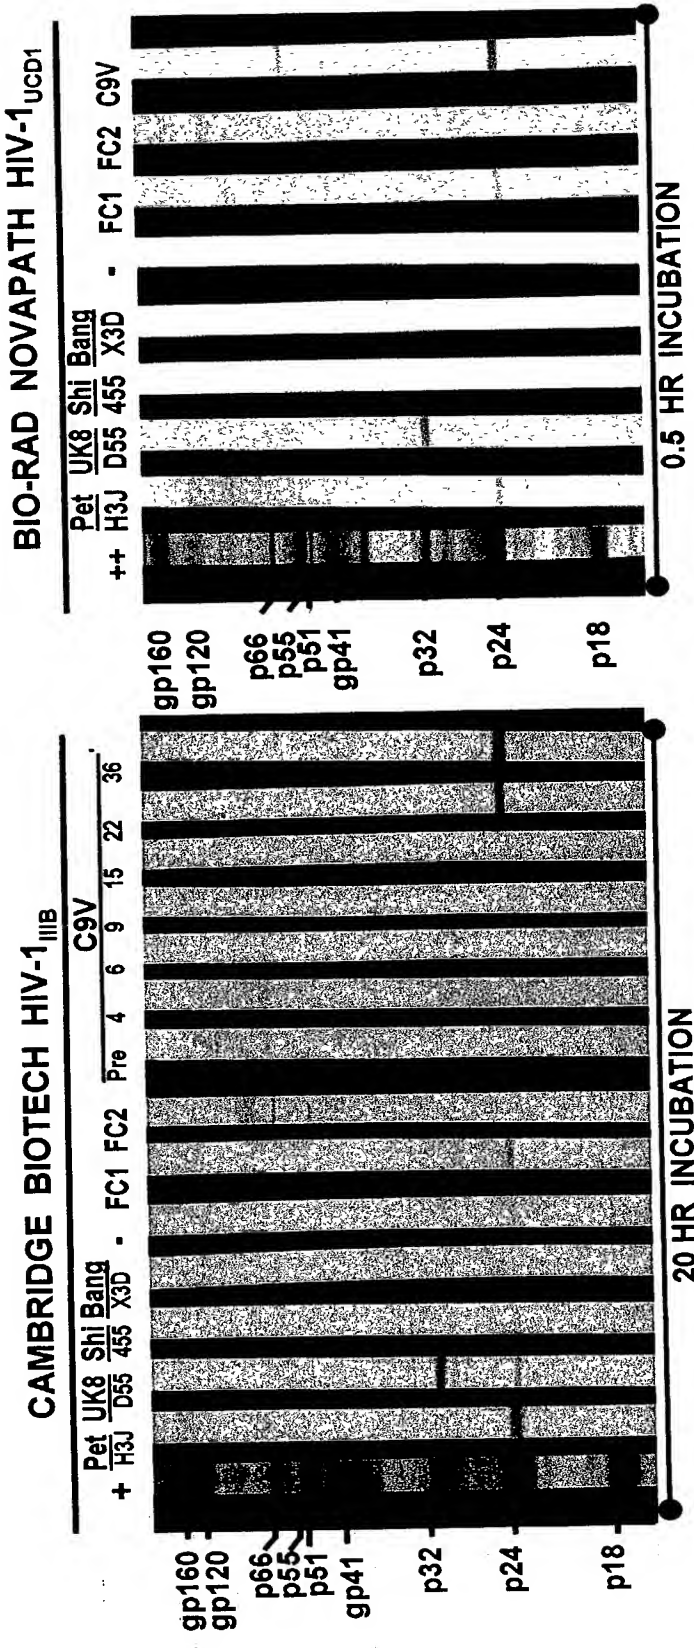 CAMBRIDGE BIOTECH HIV-1IIIB
C9V
Pet UK8 Shi Bang
+ H3J D55 455 X3D - FC1 FC2 Pre 4 6 9 15 22 36
gp160
gp120
p66
p55
p51
gp41
p32
p24
p18
20 HR INCUBATION
BIO-RAD NOVAPATH HIV-1UCD1
Pet UK8 Shi Bang
++ H3J D55 455 X3D - FC1 FC2 C9V
gp160
gp120
p66
p55
p51
gp41
p32
p24
p18
0.5 HR INCUBATION